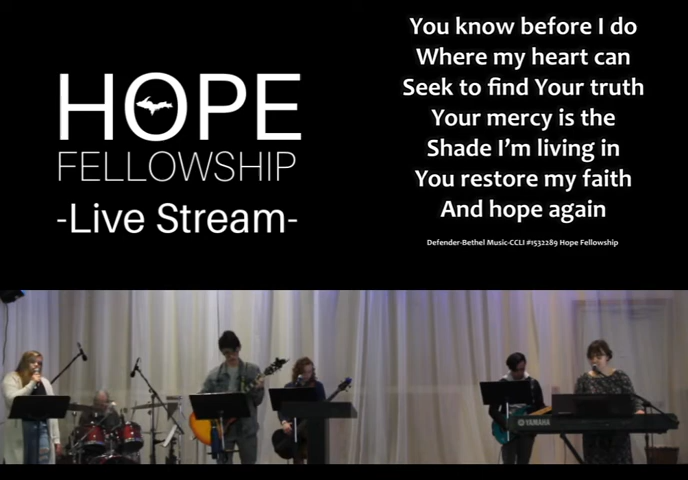 HOPE
FELLOWSHIP
-Live Stream-
You know before I do
Where my heart can
Seek to find Your truth
Your mercy is the
Shade I'm living in
You restore my faith
And hope again
Defender-Bethel Music-CCLI #1532289 Hope Fellowship
YAMAHA